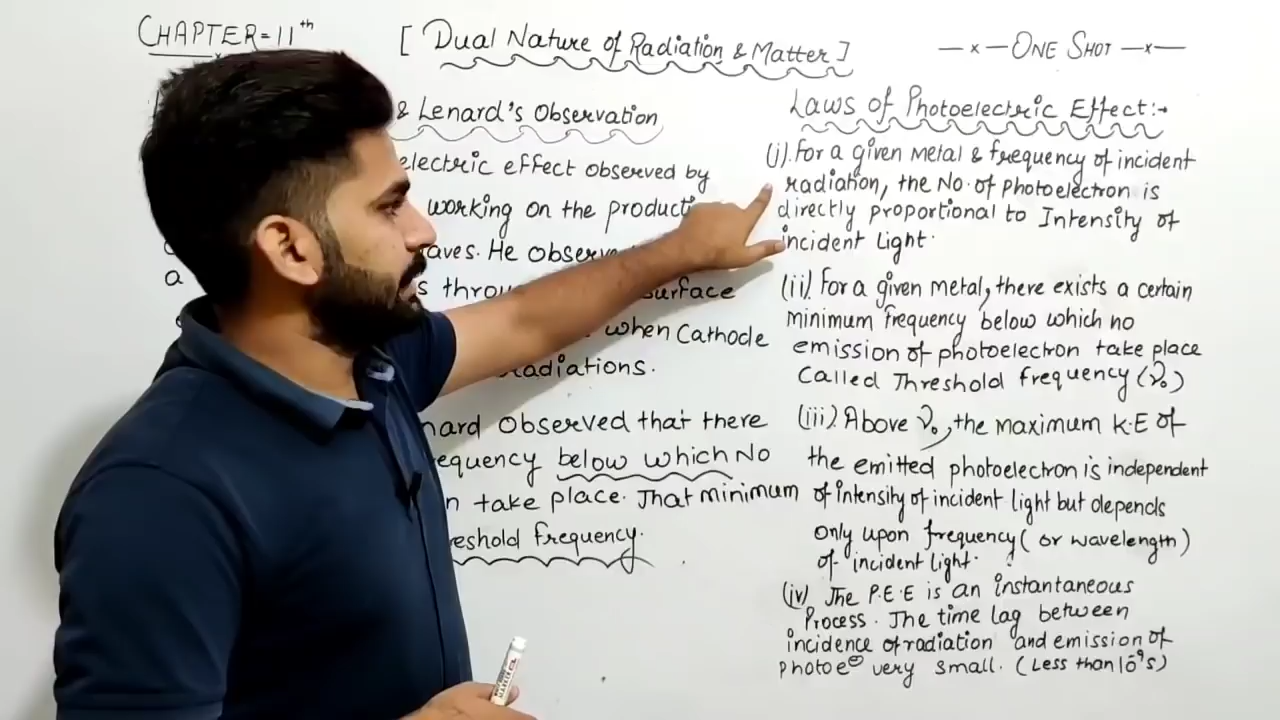 CHAPTER=11th
[ Dual Nature of Radiation & Matter ]
—x— ONE SHOT —x—
& Lenard's Observation
electric effect observed by
working on the producti
aves. He observe
a
s throu surface
when Cathode
radiations.
nard observed that there
equency below which No
n take place. That minimum
eshold frequency.
Laws of Photoelectric Effect:→
(i). For a given Metal & frequency of incident
radiation, the No. of Photoelectron is
directly proportional to Intensity of
incident light.
(ii). For a given metal, there exists a certain
minimum frequency below which no
emission of photoelectron take place
Called Threshold frequency (ν₀)
(iii). Above ν₀, the maximum K.E of
the emitted photoelectron is independent
of intensity of incident light but depends
only upon frequency ( or wavelength )
of incident light.
(iv) The P.E.E is an instantaneous
Process. The time lag between
incidence of radiation and emission of
photoe⊖ very small. (Less than 10⁻⁹s)